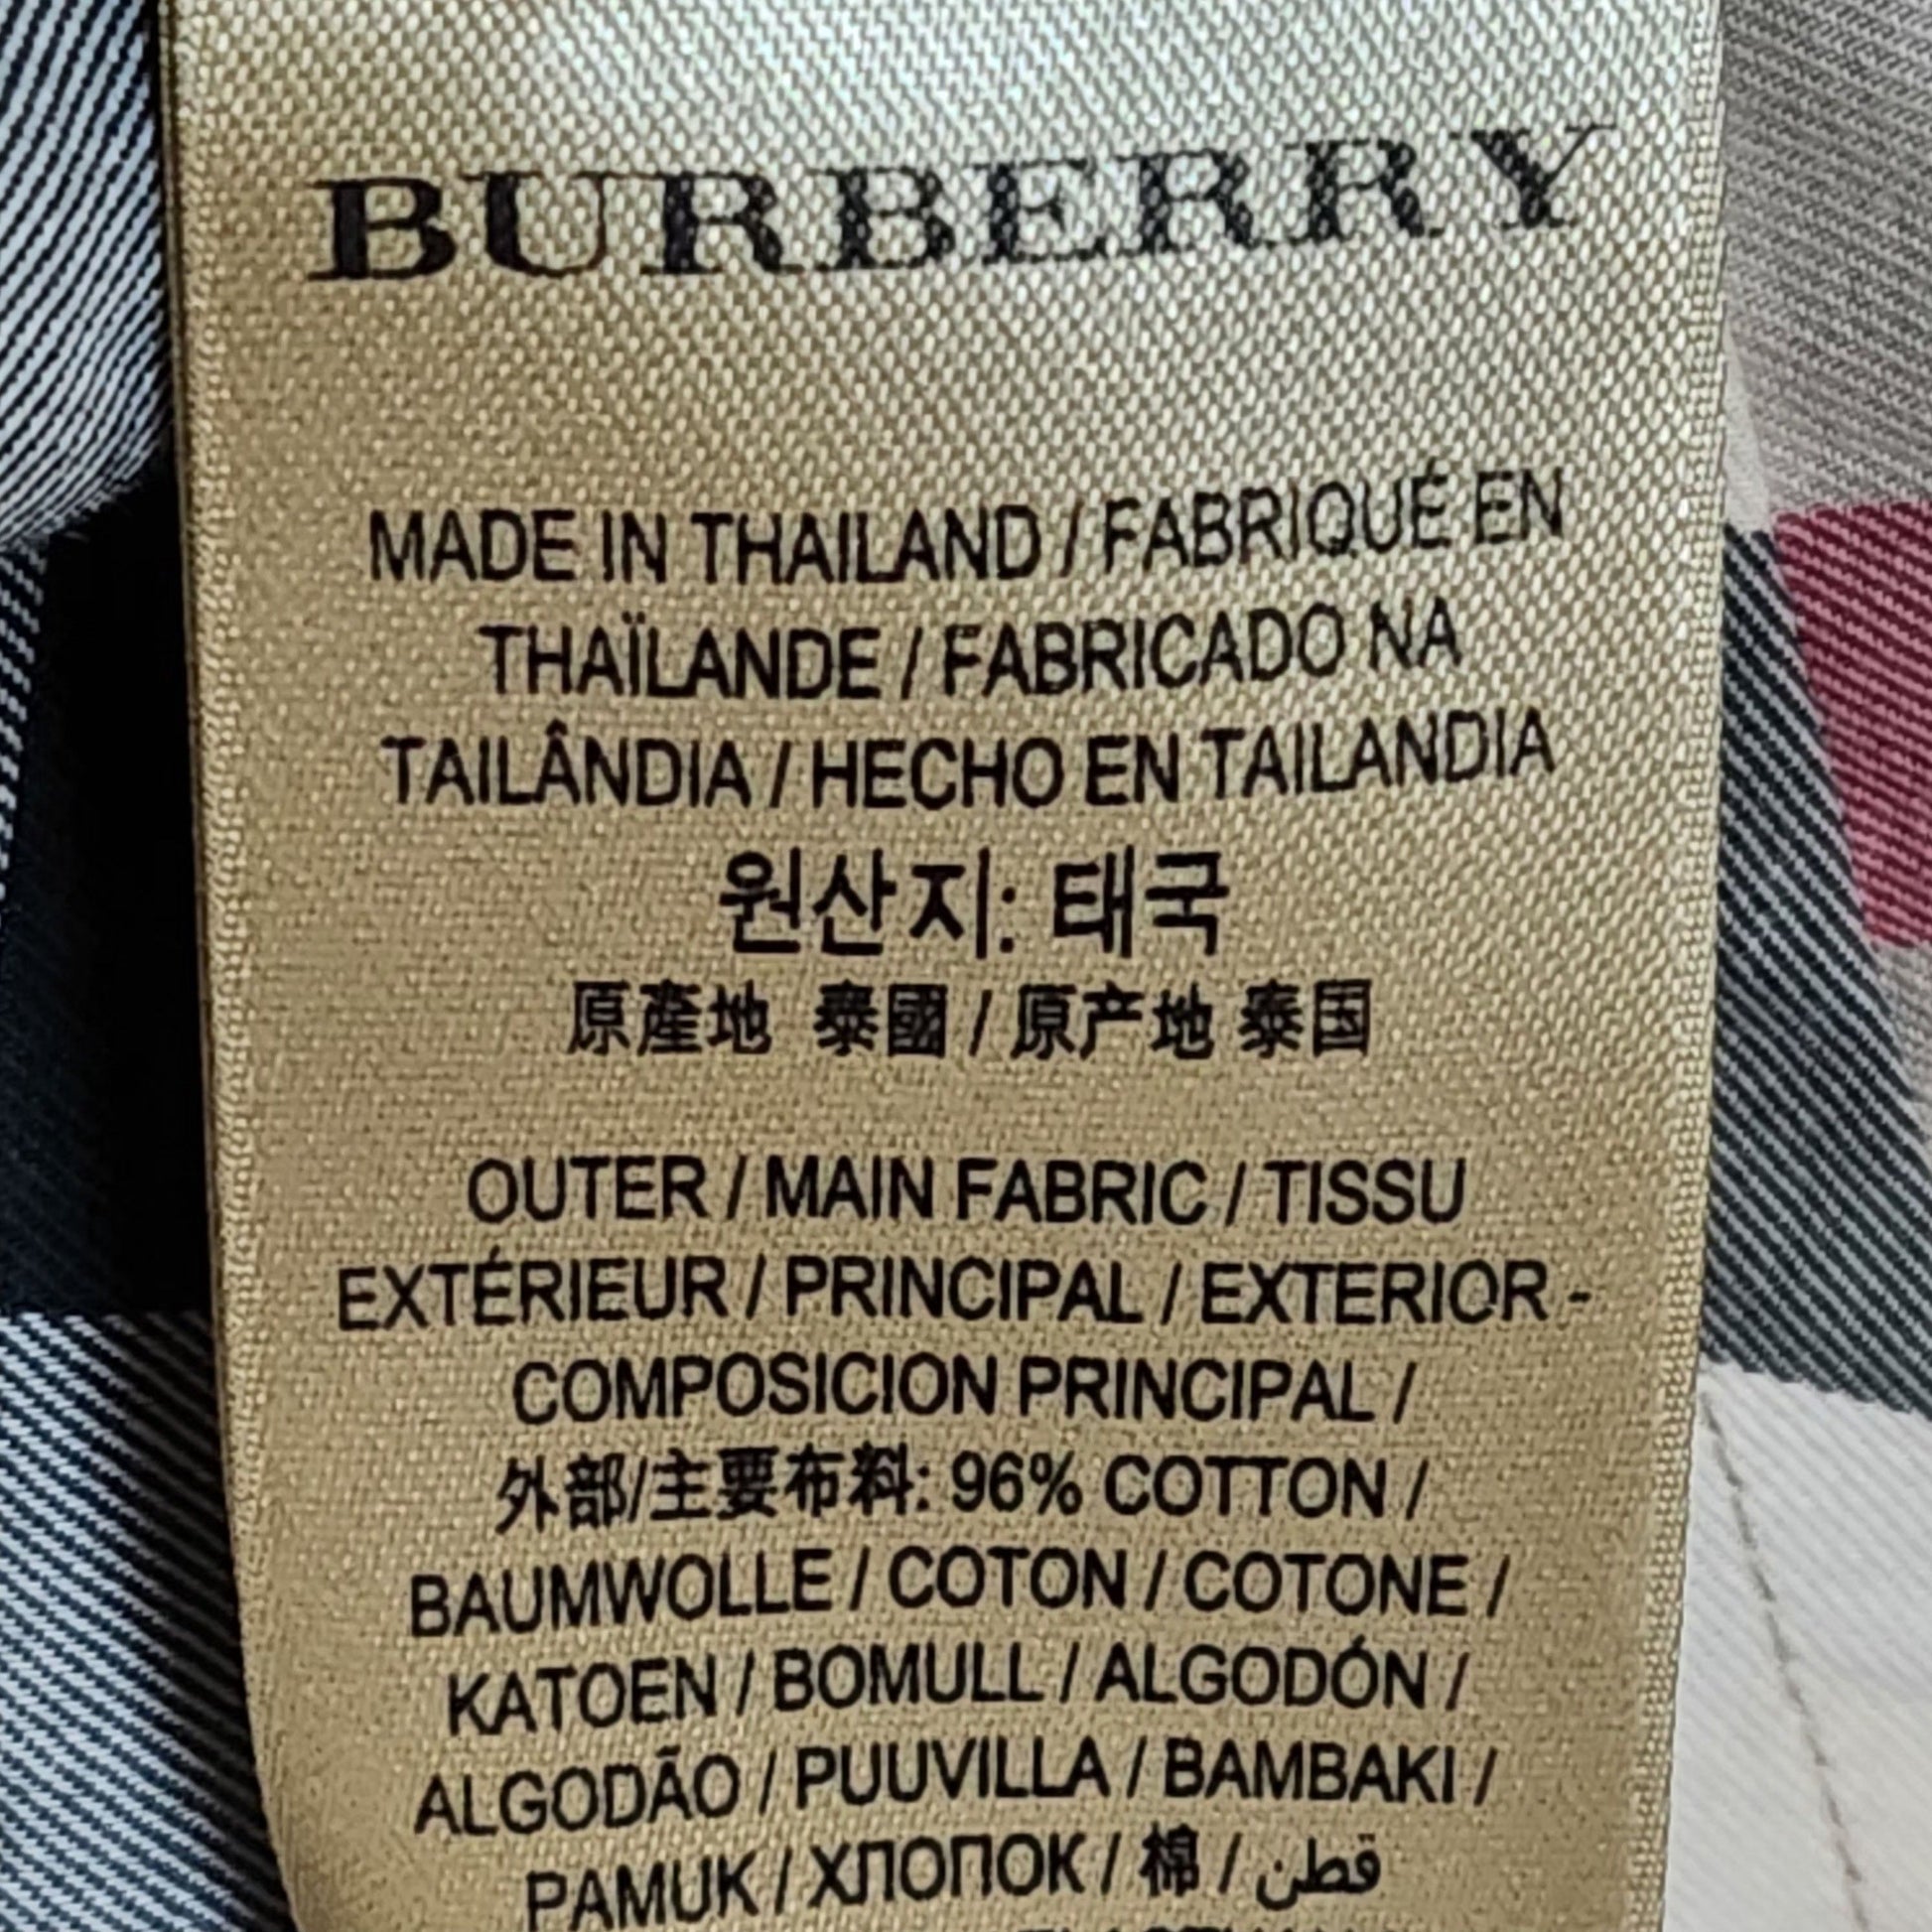 BURBERRY
MADE IN THAILAND / FABRIQUÉ EN
THAÏLANDE / FABRICADO NA
TAILÂNDIA / HECHO EN TAILANDIA
원산지: 태국
原產地 泰國 / 原产地 泰国
OUTER / MAIN FABRIC / TISSU
EXTÉRIEUR / PRINCIPAL / EXTERIOR -
COMPOSICION PRINCIPAL /
外部/主要布料: 96% COTTON /
BAUMWOLLE / COTON / COTONE /
KATOEN / BOMULL / ALGODÓN /
ALGODÃO / PUUVILLA / BAMBAKI /
PAMUK / ХЛОПОК / 棉 / قطن